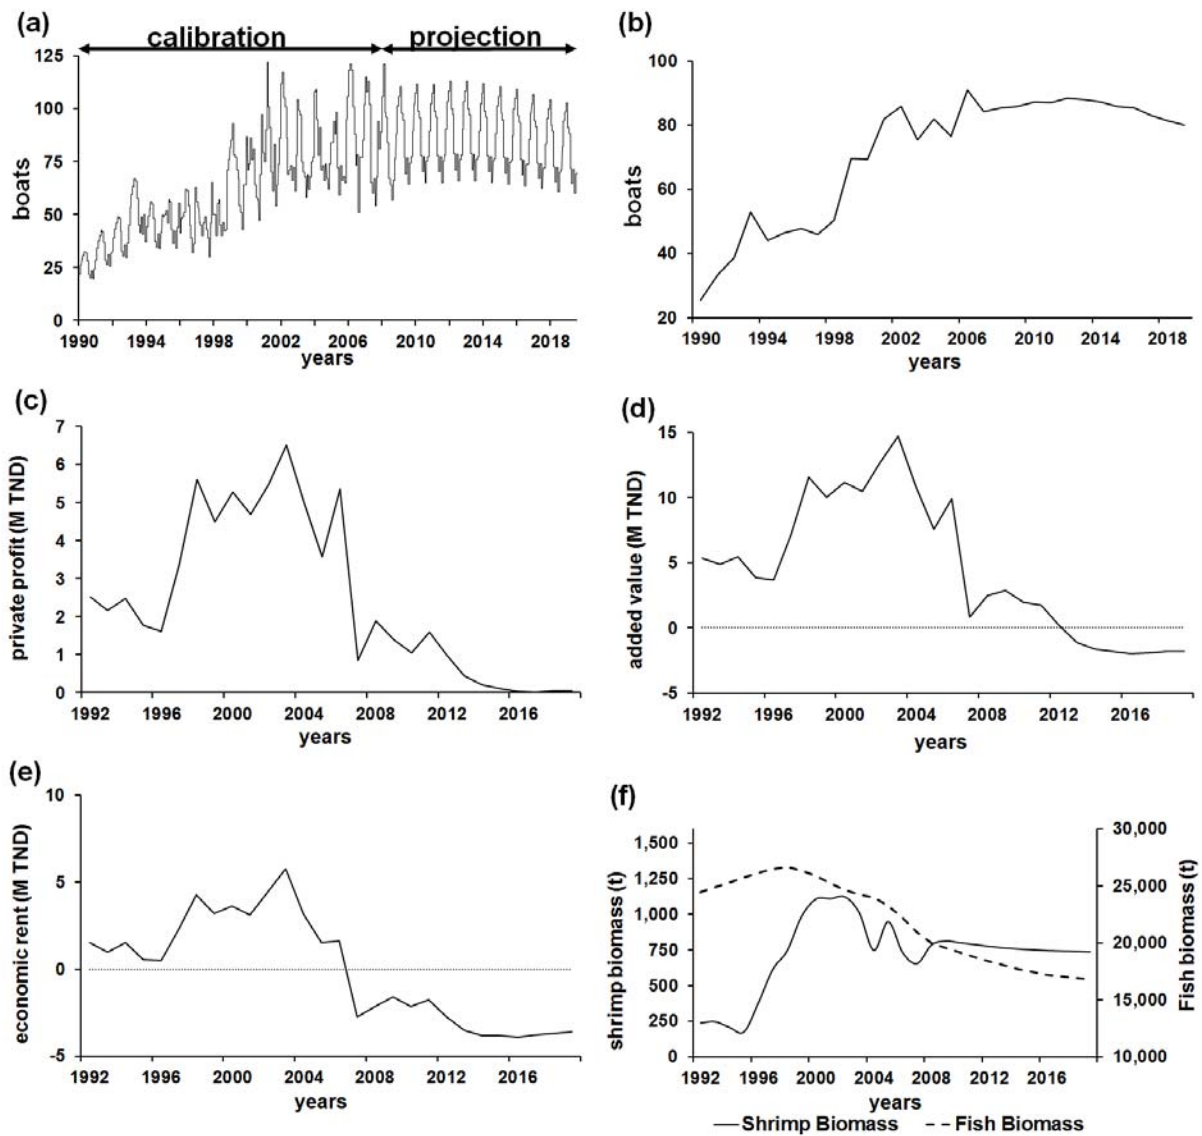 (a)
calibration projection
125
100
75
50
25
0
boats
1990 1994 1998 2002 2006 2010 2014 2018
years
(b)
100
80
60
40
20
boats
1990 1994 1998 2002 2006 2010 2014 2018
years
(c)
7
6
5
4
3
2
1
0
private profit (M TND)
1992 1996 2000 2004 2008 2012 2016
years
(d)
15
10
5
0
-5
added value (M TND)
1992 1996 2000 2004 2008 2012 2016
years
(e)
10
5
0
-5
economic rent (M TND)
1992 1996 2000 2004 2008 2012 2016
years
(f)
1,500
1,250
1,000
750
500
250
0
shrimp biomass (t)
30,000
25,000
20,000
15,000
10,000
Fish biomass (t)
1992 1996 2000 2004 2008 2012 2016
years
Shrimp Biomass Fish Biomass